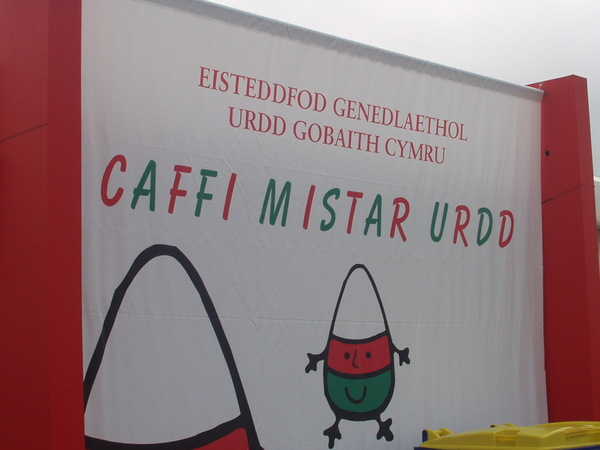 EISTEDDFOD GENEDLAETHOL
URDD GOBAITH CYMRU
CAFFI MISTAR URDD